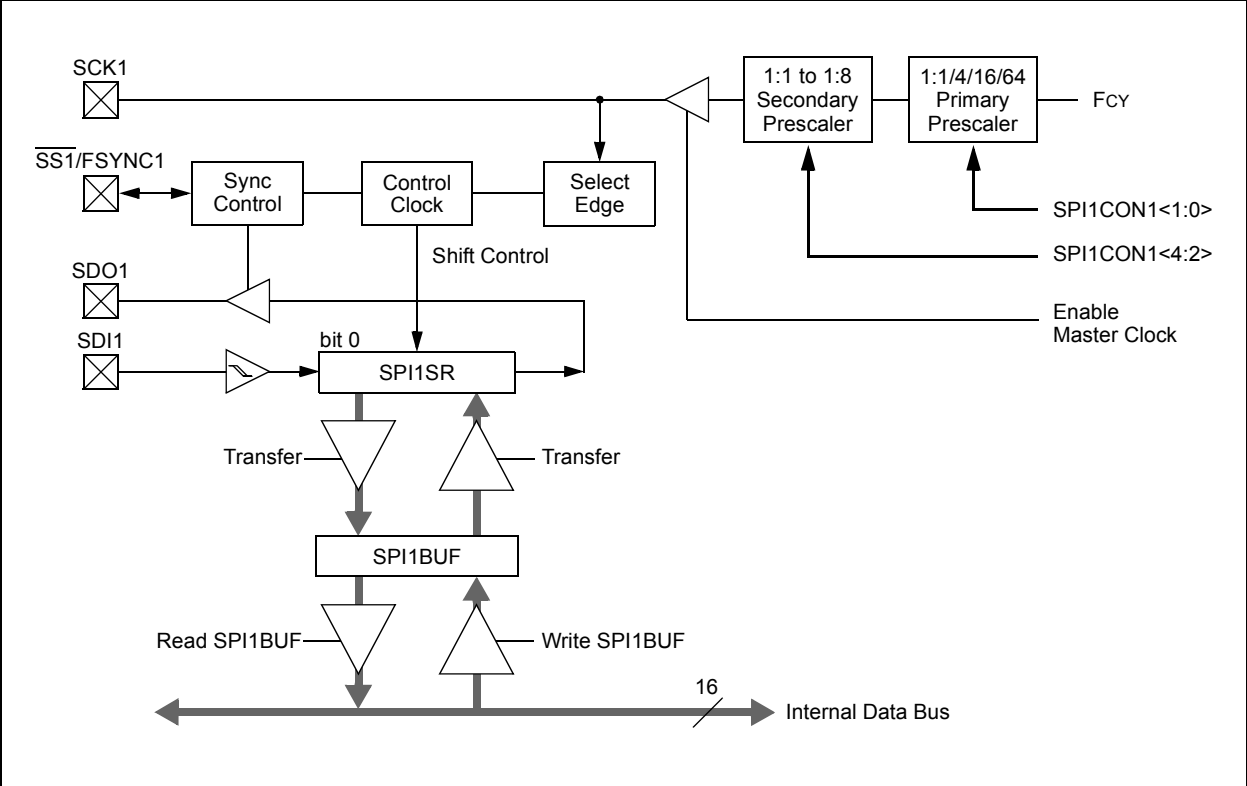 SCK1
1:1 to 1:8
Secondary
Prescaler
1:1/4/16/64
Primary
Prescaler
FCY
SS1/FSYNC1
Sync
Control
Control
Clock
Select
Edge
SPI1CON1<1:0>
SPI1CON1<4:2>
Shift Control
SDO1
Enable
Master Clock
SDI1
bit 0
SPI1SR
Transfer
Transfer
SPI1BUF
Read SPI1BUF
Write SPI1BUF
16
Internal Data Bus